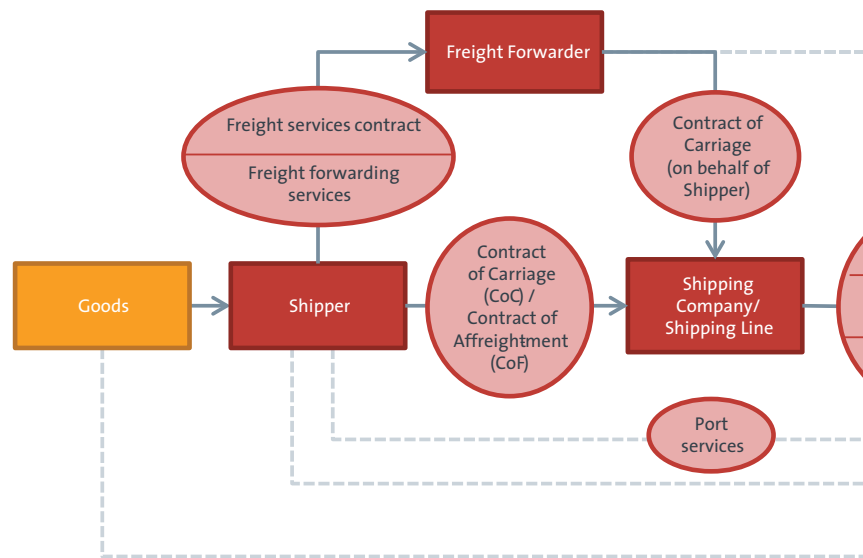 Freight Forwarder
Freight services contract
Freight forwarding
services
Contract of
Carriage
(on behalf of
Shipper)
Goods
Shipper
Contract
of Carriage
(CoC) /
Contract of
Affreightment
(CoF)
Shipping
Company/
Shipping Line
Port
services